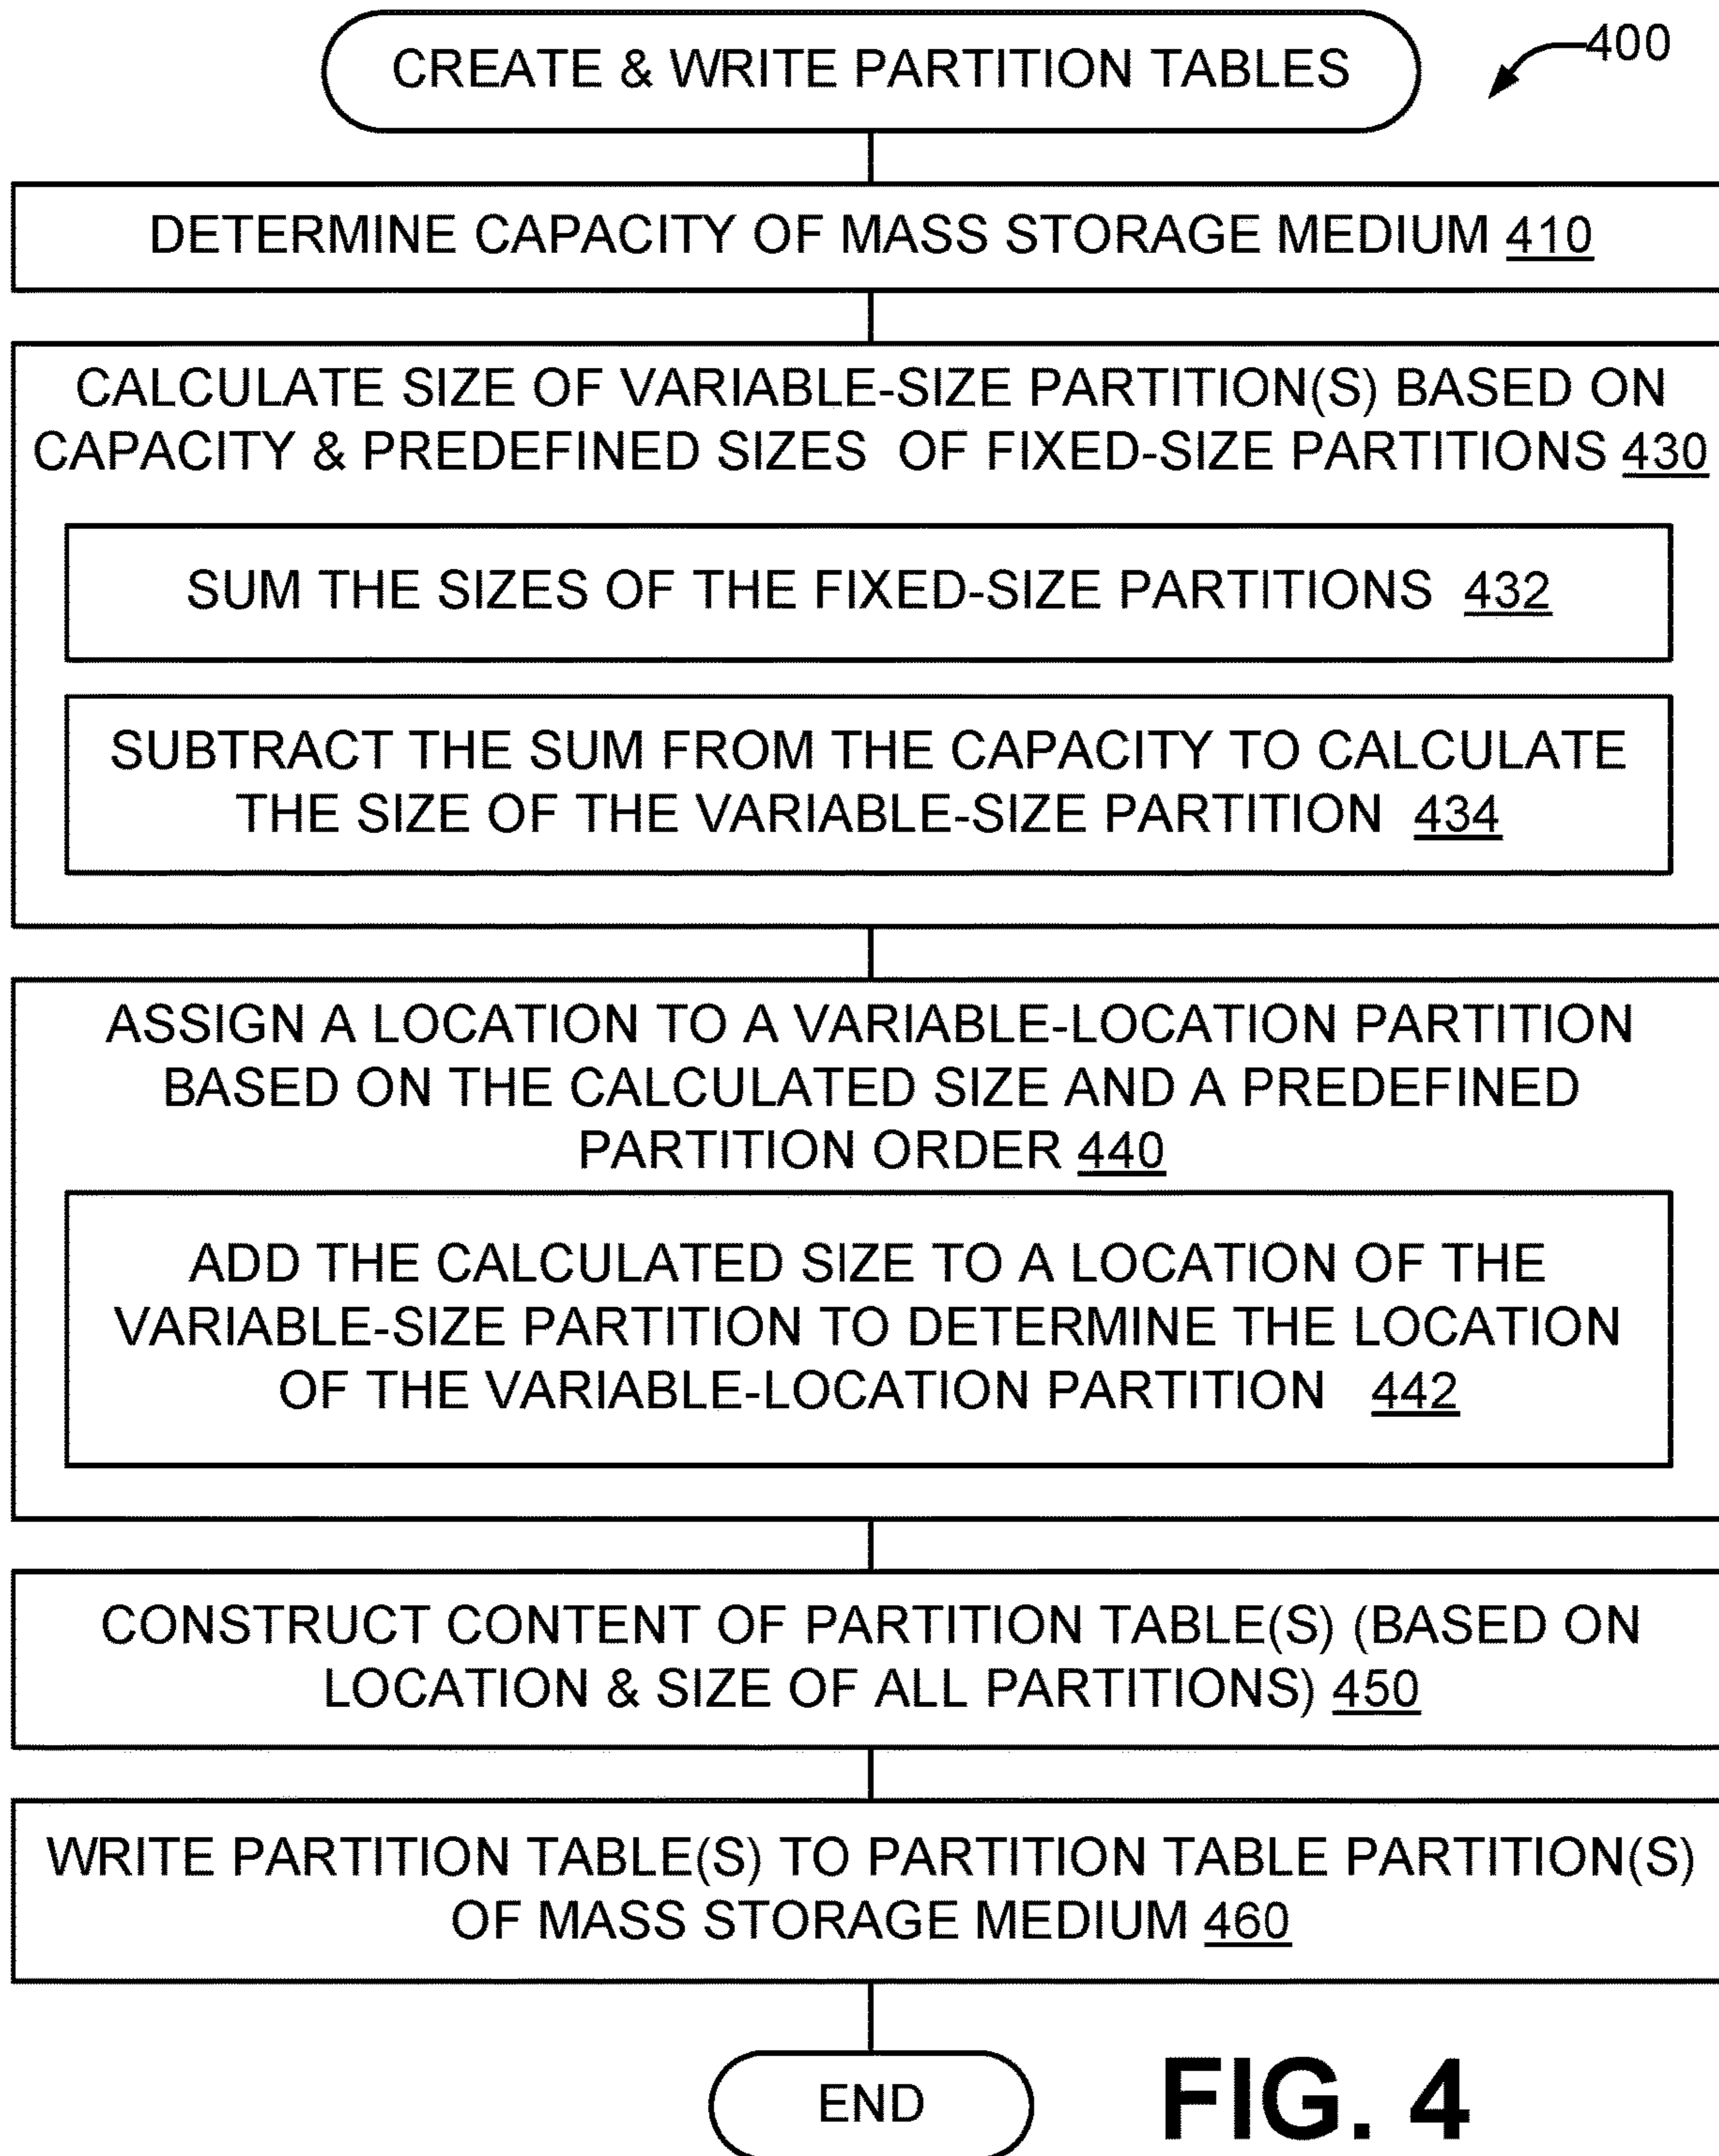 CREATE & WRITE PARTITION TABLES
400
DETERMINE CAPACITY OF MASS STORAGE MEDIUM 410
CALCULATE SIZE OF VARIABLE-SIZE PARTITION(S) BASED ON
CAPACITY & PREDEFINED SIZES OF FIXED-SIZE PARTITIONS 430
SUM THE SIZES OF THE FIXED-SIZE PARTITIONS 432
SUBTRACT THE SUM FROM THE CAPACITY TO CALCULATE
THE SIZE OF THE VARIABLE-SIZE PARTITION 434
ASSIGN A LOCATION TO A VARIABLE-LOCATION PARTITION
BASED ON THE CALCULATED SIZE AND A PREDEFINED
PARTITION ORDER 440
ADD THE CALCULATED SIZE TO A LOCATION OF THE
VARIABLE-SIZE PARTITION TO DETERMINE THE LOCATION
OF THE VARIABLE-LOCATION PARTITION 442
CONSTRUCT CONTENT OF PARTITION TABLE(S) (BASED ON
LOCATION & SIZE OF ALL PARTITIONS) 450
WRITE PARTITION TABLE(S) TO PARTITION TABLE PARTITION(S)
OF MASS STORAGE MEDIUM 460
END
FIG. 4